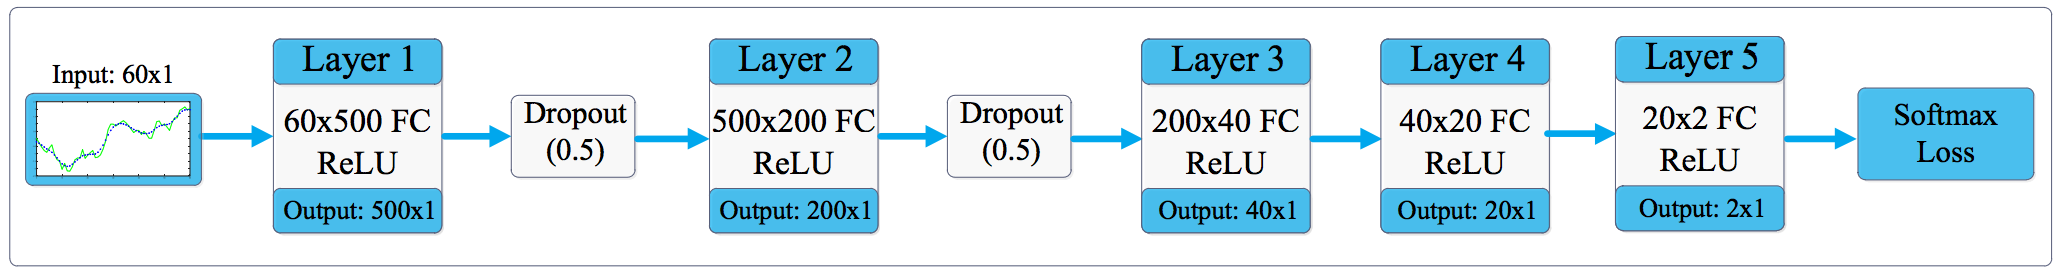 Input: 60x1
Layer 1
60x500 FC
ReLU
Output: 500x1
Dropout
(0.5)
Layer 2
500x200 FC
ReLU
Output: 200x1
Dropout
(0.5)
Layer 3
200x40 FC
ReLU
Output: 40x1
Layer 4
40x20 FC
ReLU
Output: 20x1
Layer 5
20x2 FC
ReLU
Output: 2x1
Softmax
Loss